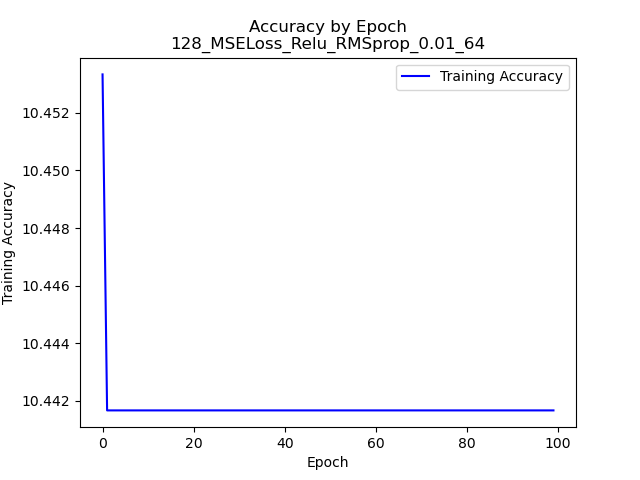 Accuracy by Epoch
128_MSELoss_Relu_RMSprop_0.01_64
Training Accuracy
10.452
10.450
10.448
10.446
10.444
10.442
Training Accuracy
0 20 40 60 80 100
Epoch